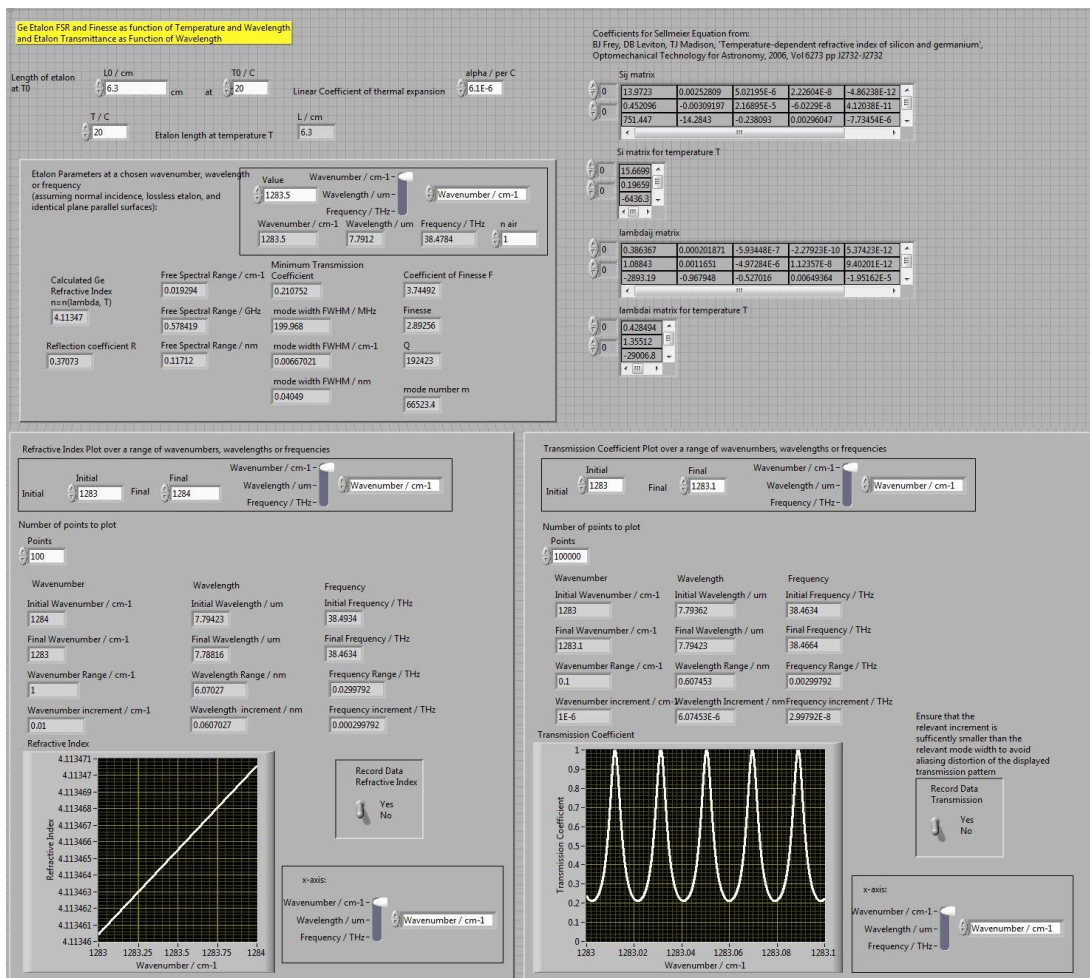 Ge Etalon FSR and Finesse as function of Temperature and Wavelength
and Etalon Transmittance as Function of Wavelength
Length of etalon
at T0
L0 / cm
6.3
cm
at
T0 / C
20
Linear Coefficient of thermal expansion
alpha / per C
6.1E-6
T / C
20
Etalon length at temperature T
L / cm
6.3
Coefficients for Sellmeier Equation from:
BJ Frey, DB Leviton, TJ Madison, 'Temperature-dependent refractive index of silicon and germanium',
Optomechanical Technology for Astronomy, 2006, Vol 6273 pp J2732-J2732
Sij matrix
0
0
13.9723 0.00252809 5.02195E-6 2.22604E-8 -4.86238E-12
0.452096 -0.00309197 2.16895E-5 -6.0229E-8 4.12038E-11
751.447 -14.2843 -0.238093 0.00296047 -7.73454E-6
Si matrix for temperature T
0
0
15.6699
0.19659
-6436.3
lambdaij matrix
0
0
0.386367 0.000201871 -5.93448E-7 -2.27923E-10 5.37423E-12
1.08843 0.0011651 -4.97284E-6 1.12357E-8 9.40201E-12
-2893.19 -0.967948 -0.527016 0.00649364 -1.95162E-5
lambdai matrix for temperature T
0
0
0.428494
1.35512
-29006.8
Etalon Parameters at a chosen wavenumber, wavelength
or frequency
(assuming normal incidence, lossless etalon, and
identical plane parallel surfaces):
Value
1283.5
Wavenumber / cm-1
Wavelength / um
Frequency / THz
Wavenumber / cm-1
Wavenumber / cm-1 Wavelength / um Frequency / THz n air
1283.5 7.7912 38.4784 1
Calculated Ge
Refractive Index
n=n(lambda, T)
4.11347
Reflection coefficient R
0.37073
Free Spectral Range / cm-1
0.019294
Free Spectral Range / GHz
0.578419
Free Spectral Range / nm
0.11712
Minimum Transmission
Coefficient
0.210752
mode width FWHM / MHz
199.968
mode width FWHM / cm-1
0.00667021
mode width FWHM / nm
0.04049
Coefficient of Finesse F
3.74492
Finesse
2.89256
Q
192423
mode number m
66523.4
Refractive Index Plot over a range of wavenumbers, wavelengths or frequencies
Initial
Initial
1283
Final
Final
1284
Wavenumber / cm-1
Wavelength / um
Frequency / THz
Wavenumber / cm-1
Number of points to plot
Points
100
Wavenumber Wavelength Frequency
Initial Wavenumber / cm-1 Initial Wavelength / um Initial Frequency / THz
1284 7.79423 38.4934
Final Wavenumber / cm-1 Final Wavelength / um Final Frequency / THz
1283 7.78816 38.4634
Wavenumber Range / cm-1 Wavelength Range / nm Frequency Range / THz
1 6.07027 0.0299792
Wavenumber increment / cm-1 Wavelength increment / nm Frequency increment / THz
0.01 0.0607027 0.000299792
Refractive Index
4.113471
4.11347
4.113469
4.113468
4.113467
4.113466
4.113465
4.113464
4.113463
4.113462
4.113461
4.11346
Refractive Index
1283 1283.25 1283.5 1283.75 1284
Wavenumber / cm-1
Record Data
Refractive Index
Yes
No
x-axis:
Wavenumber / cm-1
Wavelength / um
Frequency / THz
Wavenumber / cm-1
Transmission Coefficient Plot over a range of wavenumbers, wavelengths or frequencies
Initial
Initial
1283
Final
Final
1283.1
Wavenumber / cm-1
Wavelength / um
Frequency / THz
Wavenumber / cm-1
Number of points to plot
Points
100000
Wavenumber Wavelength Frequency
Initial Wavenumber / cm-1 Initial Wavelength / um Initial Frequency / THz
1283 7.79362 38.4634
Final Wavenumber / cm-1 Final Wavelength / um Final Frequency / THz
1283.1 7.79423 38.4664
Wavenumber Range / cm-1 Wavelength Range / nm Frequency Range / THz
0.1 0.607453 0.00299792
Wavenumber increment / cm-1 Wavelength Increment / nm Frequency increment / THz
1E-6 6.07453E-6 2.99792E-8
Transmission Coefficient
1
0.9
0.8
0.7
0.6
0.5
0.4
0.3
0.2
0.1
0
Transmission Coefficient
1283 1283.02 1283.04 1283.06 1283.08 1283.1
Wavenumber / cm-1
Ensure that the
relevant increment is
sufficently smaller than the
relevant mode width to avoid
aliasing distortion of the displayed
transmission pattern
Record Data
Transmission
Yes
No
x-axis:
Wavenumber / cm-1
Wavelength / um
Frequency / THz
Wavenumber / cm-1